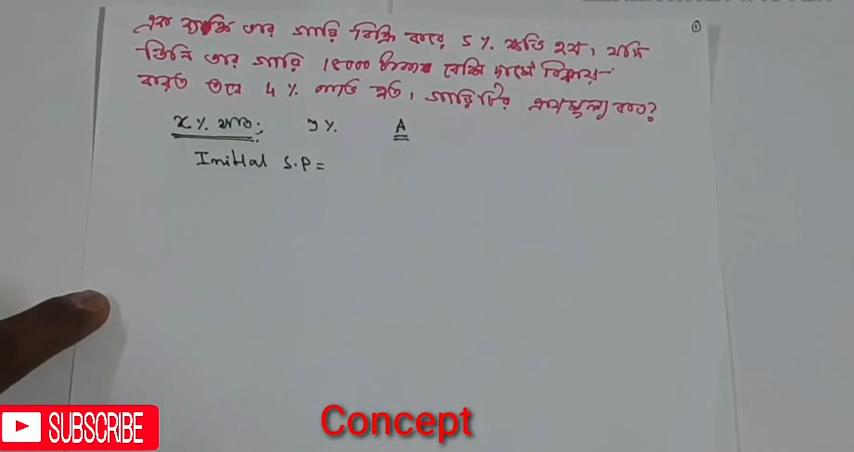 এক ব্যক্তি তার গাড়ি বিক্রি করে 5 %. ক্ষতি হয়, যদি
তিনি তার গাড়ি 18000 টাকায় বেশি দামে বিক্রয়
করত তবে 4 % লাভ হত, গাড়িটির ক্রয়মূল্য কত?
x % ক্ষতি; y %. A
Initial S.P =
Concept
SUBSCRIBE